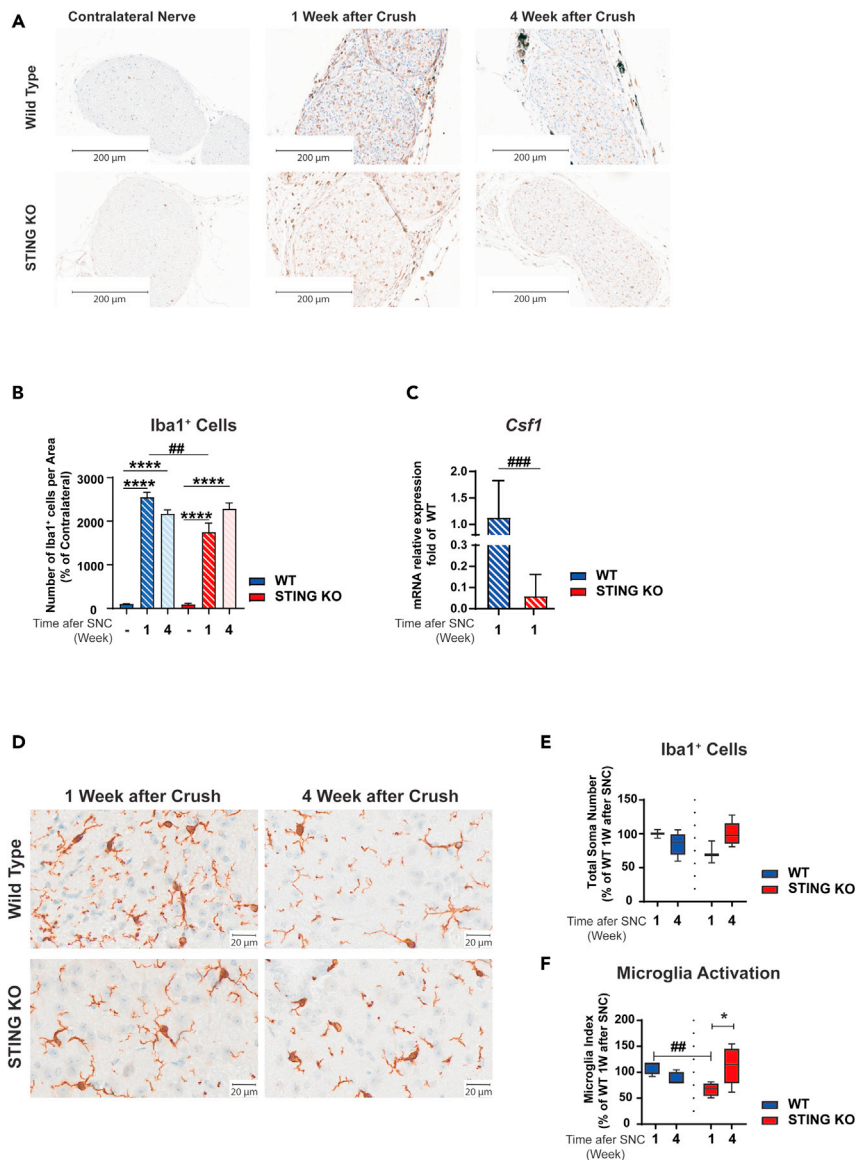 A
Contralateral Nerve
1 Week after Crush
4 Week after Crush
Wild Type
200 µm
200 µm
200 µm
STING KO
200 µm
200 µm
200 µm
B
Iba1⁺ Cells
Number of Iba1⁺ cells per Area
(% of Contralateral)
3000
2000
1000
0
****
****
##
****
****
WT
STING KO
Time afer SNC
(Week)
- 1 4 - 1 4
C
Csf1
mRNA relative expression
fold of WT
2.0
1.5
1.0
0.3
0.2
0.1
0.0
###
WT
STING KO
Time afer SNC
(Week)
1 1
D
1 Week after Crush
4 Week after Crush
Wild Type
20 µm
20 µm
STING KO
20 µm
20 µm
E
Iba1⁺ Cells
Total Soma Number
(% of WT 1W after SNC)
150
100
50
0
WT
STING KO
Time afer SNC
(Week)
1 4 1 4
F
Microglia Activation
Microglia Index
(% of WT 1W after SNC)
200
150
100
50
0
##
*
WT
STING KO
Time afer SNC
(Week)
1 4 1 4